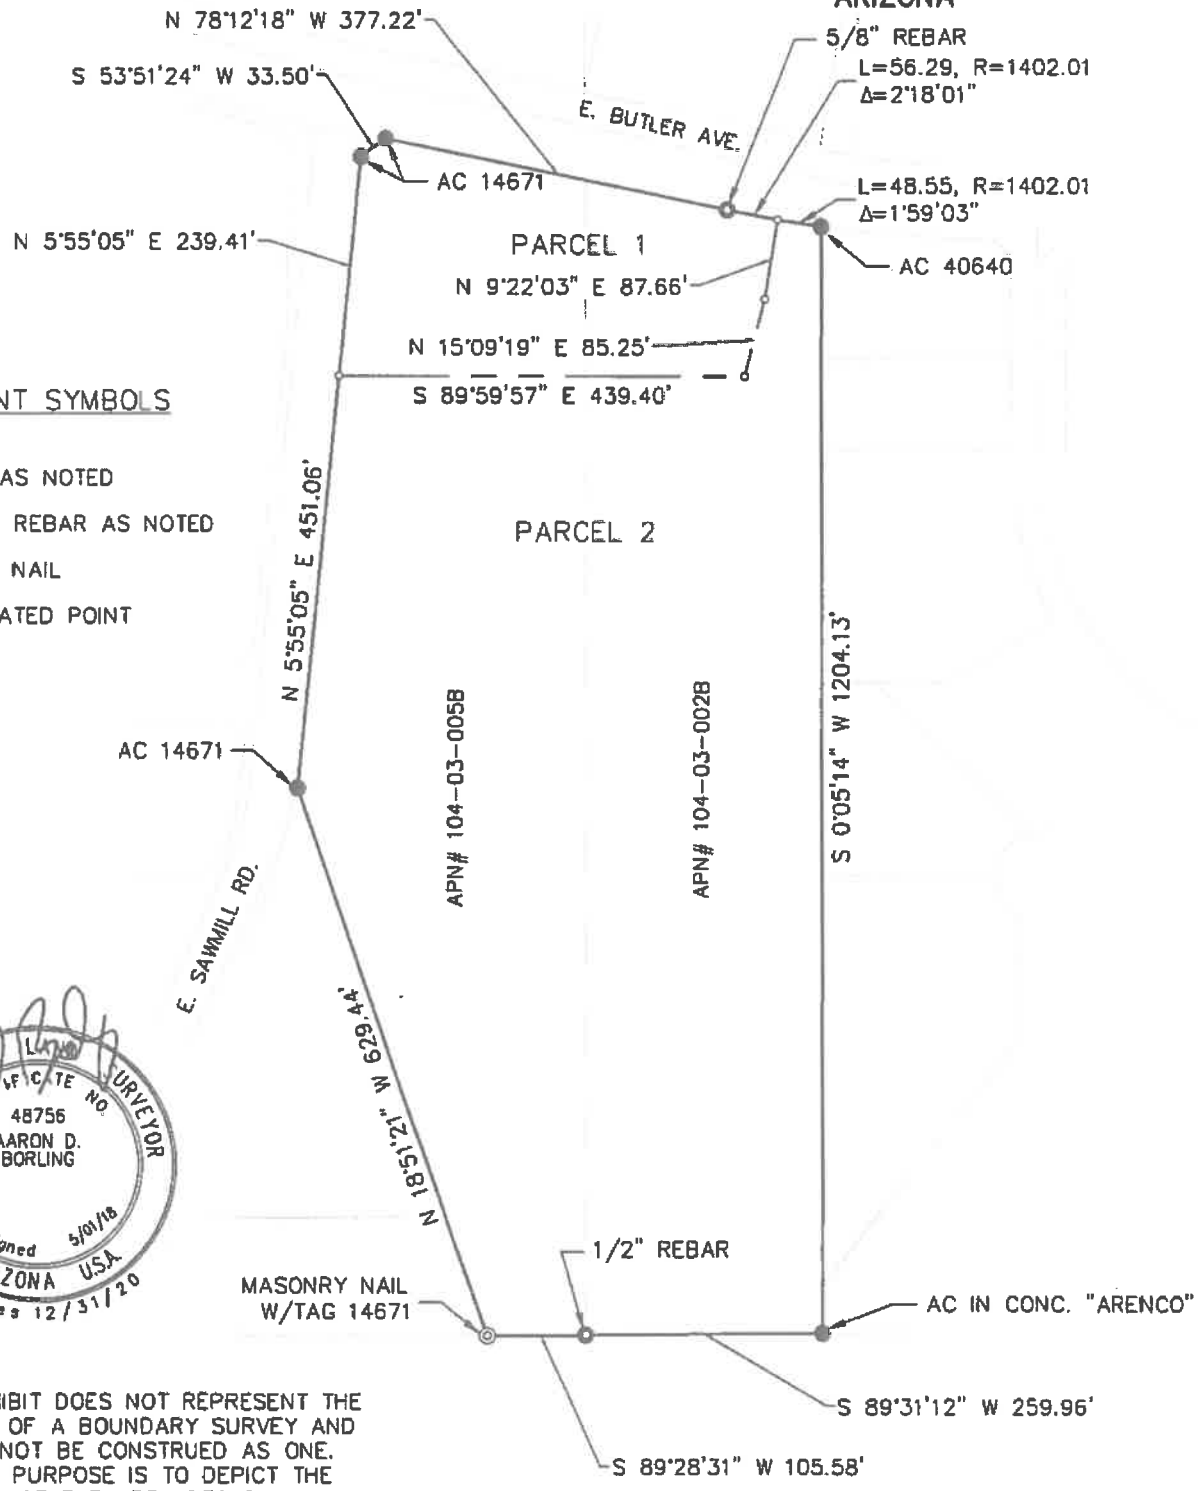 ARIZONA
N 78°12'18" W 377.22'
5/8" REBAR
S 53°51'24" W 33.50'
L=56.29, R=1402.01
Δ=2°18'01"
E. BUTLER AVE.
AC 14671
L=48.55, R=1402.01
Δ=1°59'03"
N 5°55'05" E 239.41'
PARCEL 1
AC 40640
N 9°22'03" E 87.66'
N 15°09'19" E 85.25'
S 89°59'57" E 439.40'
NT SYMBOLS
AS NOTED
REBAR AS NOTED
NAIL
ATED POINT
N 5°55'05" E 451.06'
PARCEL 2
S 0°05'14" W 1204.13'
APN# 104-03-005B
APN# 104-03-002B
AC 14671
E. SAWMILL RD.
N 18°51'21" W 629.44'
URVEYOR
NO.
48756
AARON D.
BORLING
5/01/18
gned
ZONA U.S.A.
es 12/31/20
1/2" REBAR
MASONRY NAIL
W/TAG 14671
AC IN CONC. "ARENCO"
S 89°31'12" W 259.96'
S 89°28'31" W 105.58'
IBIT DOES NOT REPRESENT THE
OF A BOUNDARY SURVEY AND
NOT BE CONSTRUED AS ONE.
PURPOSE IS TO DEPICT THE